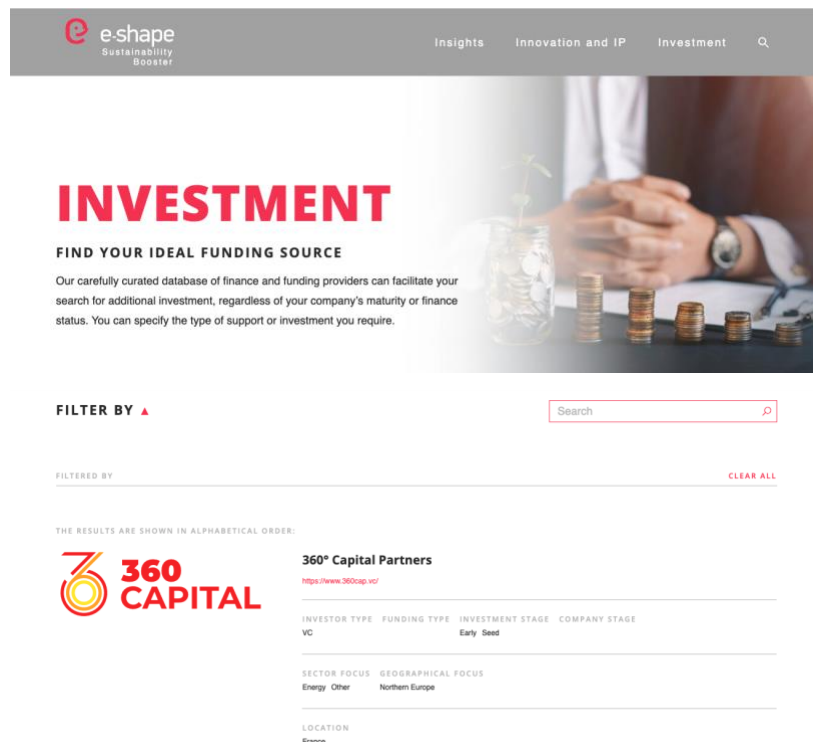 e-shape
Sustainability
Booster
Insights Innovation and IP Investment
INVESTMENT
FIND YOUR IDEAL FUNDING SOURCE
Our carefully curated database of finance and funding providers can facilitate your
search for additional investment, regardless of your company's maturity or finance
status. You can specify the type of support or investment you require.
FILTER BY ▲
Search
FILTERED BY
CLEAR ALL
THE RESULTS ARE SHOWN IN ALPHABETICAL ORDER:
360
CAPITAL
360° Capital Partners
https://www.360cap.vc/
INVESTOR TYPE FUNDING TYPE INVESTMENT STAGE COMPANY STAGE
VC Early Seed
SECTOR FOCUS GEOGRAPHICAL FOCUS
Energy Other Northern Europe
LOCATION
France